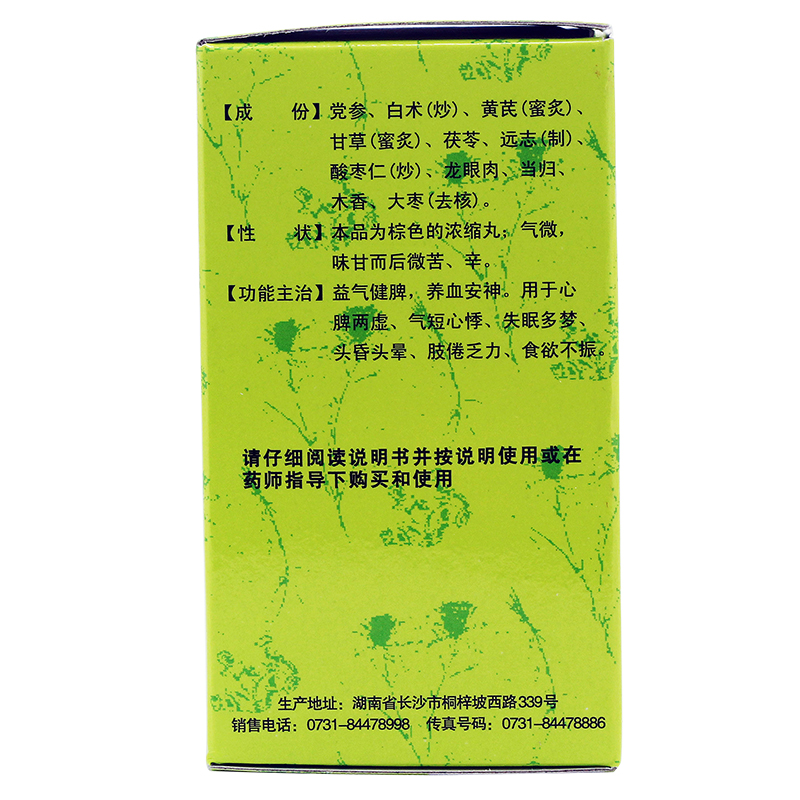 【成　份】党参、白术(炒)、黄芪(蜜炙)、
甘草(蜜炙)、茯苓、远志(制)、
酸枣仁(炒)、龙眼肉、当归、
木香、大枣(去核)。
【性　状】本品为棕色的浓缩丸；气微，
味甘而后微苦、辛。
【功能主治】益气健脾，养血安神。用于心
脾两虚、气短心悸、失眠多梦、
头昏头晕、肢倦乏力、食欲不振。
请仔细阅读说明书并按说明使用或在
药师指导下购买和使用
生产地址：湖南省长沙市桐梓坡西路339号
销售电话：0731-84478998　传真号码：0731-84478886